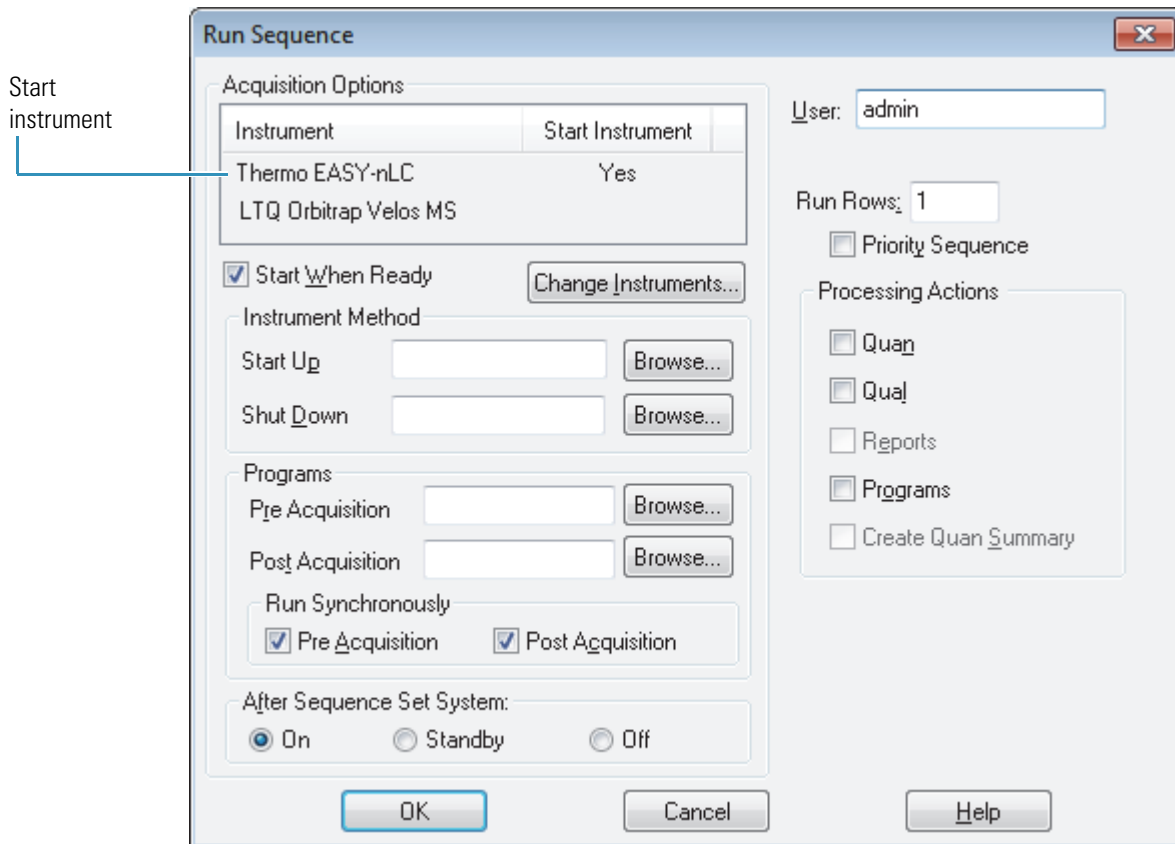 Run Sequence
Start
instrument
Acquisition Options
Instrument Start Instrument
Thermo EASY-nLC Yes
LTQ Orbitrap Velos MS
Start When Ready
Change Instruments...
Instrument Method
Start Up Browse...
Shut Down Browse...
Programs
Pre Acquisition Browse...
Post Acquisition Browse...
Run Synchronously
Pre Acquisition Post Acquisition
After Sequence Set System:
On Standby Off
User: admin
Run Rows: 1
Priority Sequence
Processing Actions
Quan
Qual
Reports
Programs
Create Quan Summary
OK Cancel Help